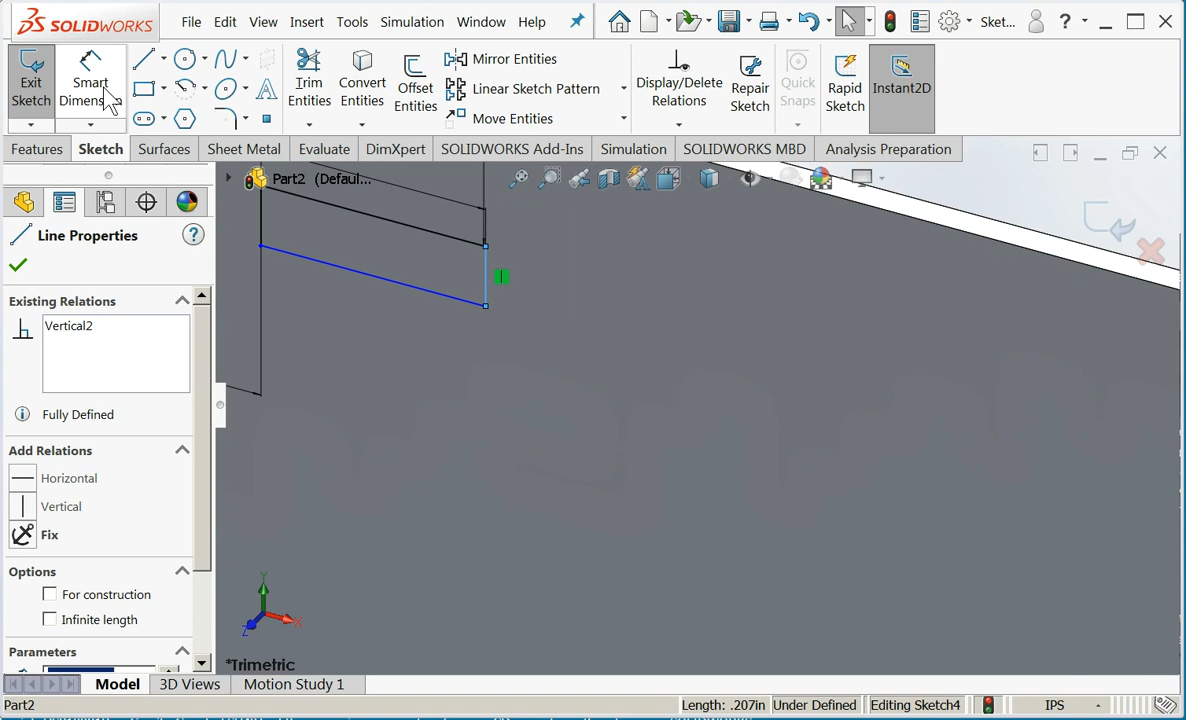 SOLIDWORKS File Edit View Insert Tools Simulation Window Help Sket... ?
Exit Sketch
Smart Dimens
Trim Entities
Convert Entities
Offset Entities
Mirror Entities
Linear Sketch Pattern
Move Entities
Display/Delete Relations
Repair Sketch
Quick Snaps
Rapid Sketch
Instant2D
Features Sketch Surfaces Sheet Metal Evaluate DimXpert SOLIDWORKS Add-Ins Simulation SOLIDWORKS MBD Analysis Preparation
Part2 (Defaul...
Line Properties ?
Existing Relations
Vertical2
Fully Defined
Add Relations
Horizontal
Vertical
Fix
Options
For construction
Infinite length
Parameters
Y
X
Z
*Trimetric
Model 3D Views Motion Study 1
Part2 Length: .207in Under Defined Editing Sketch4 IPS